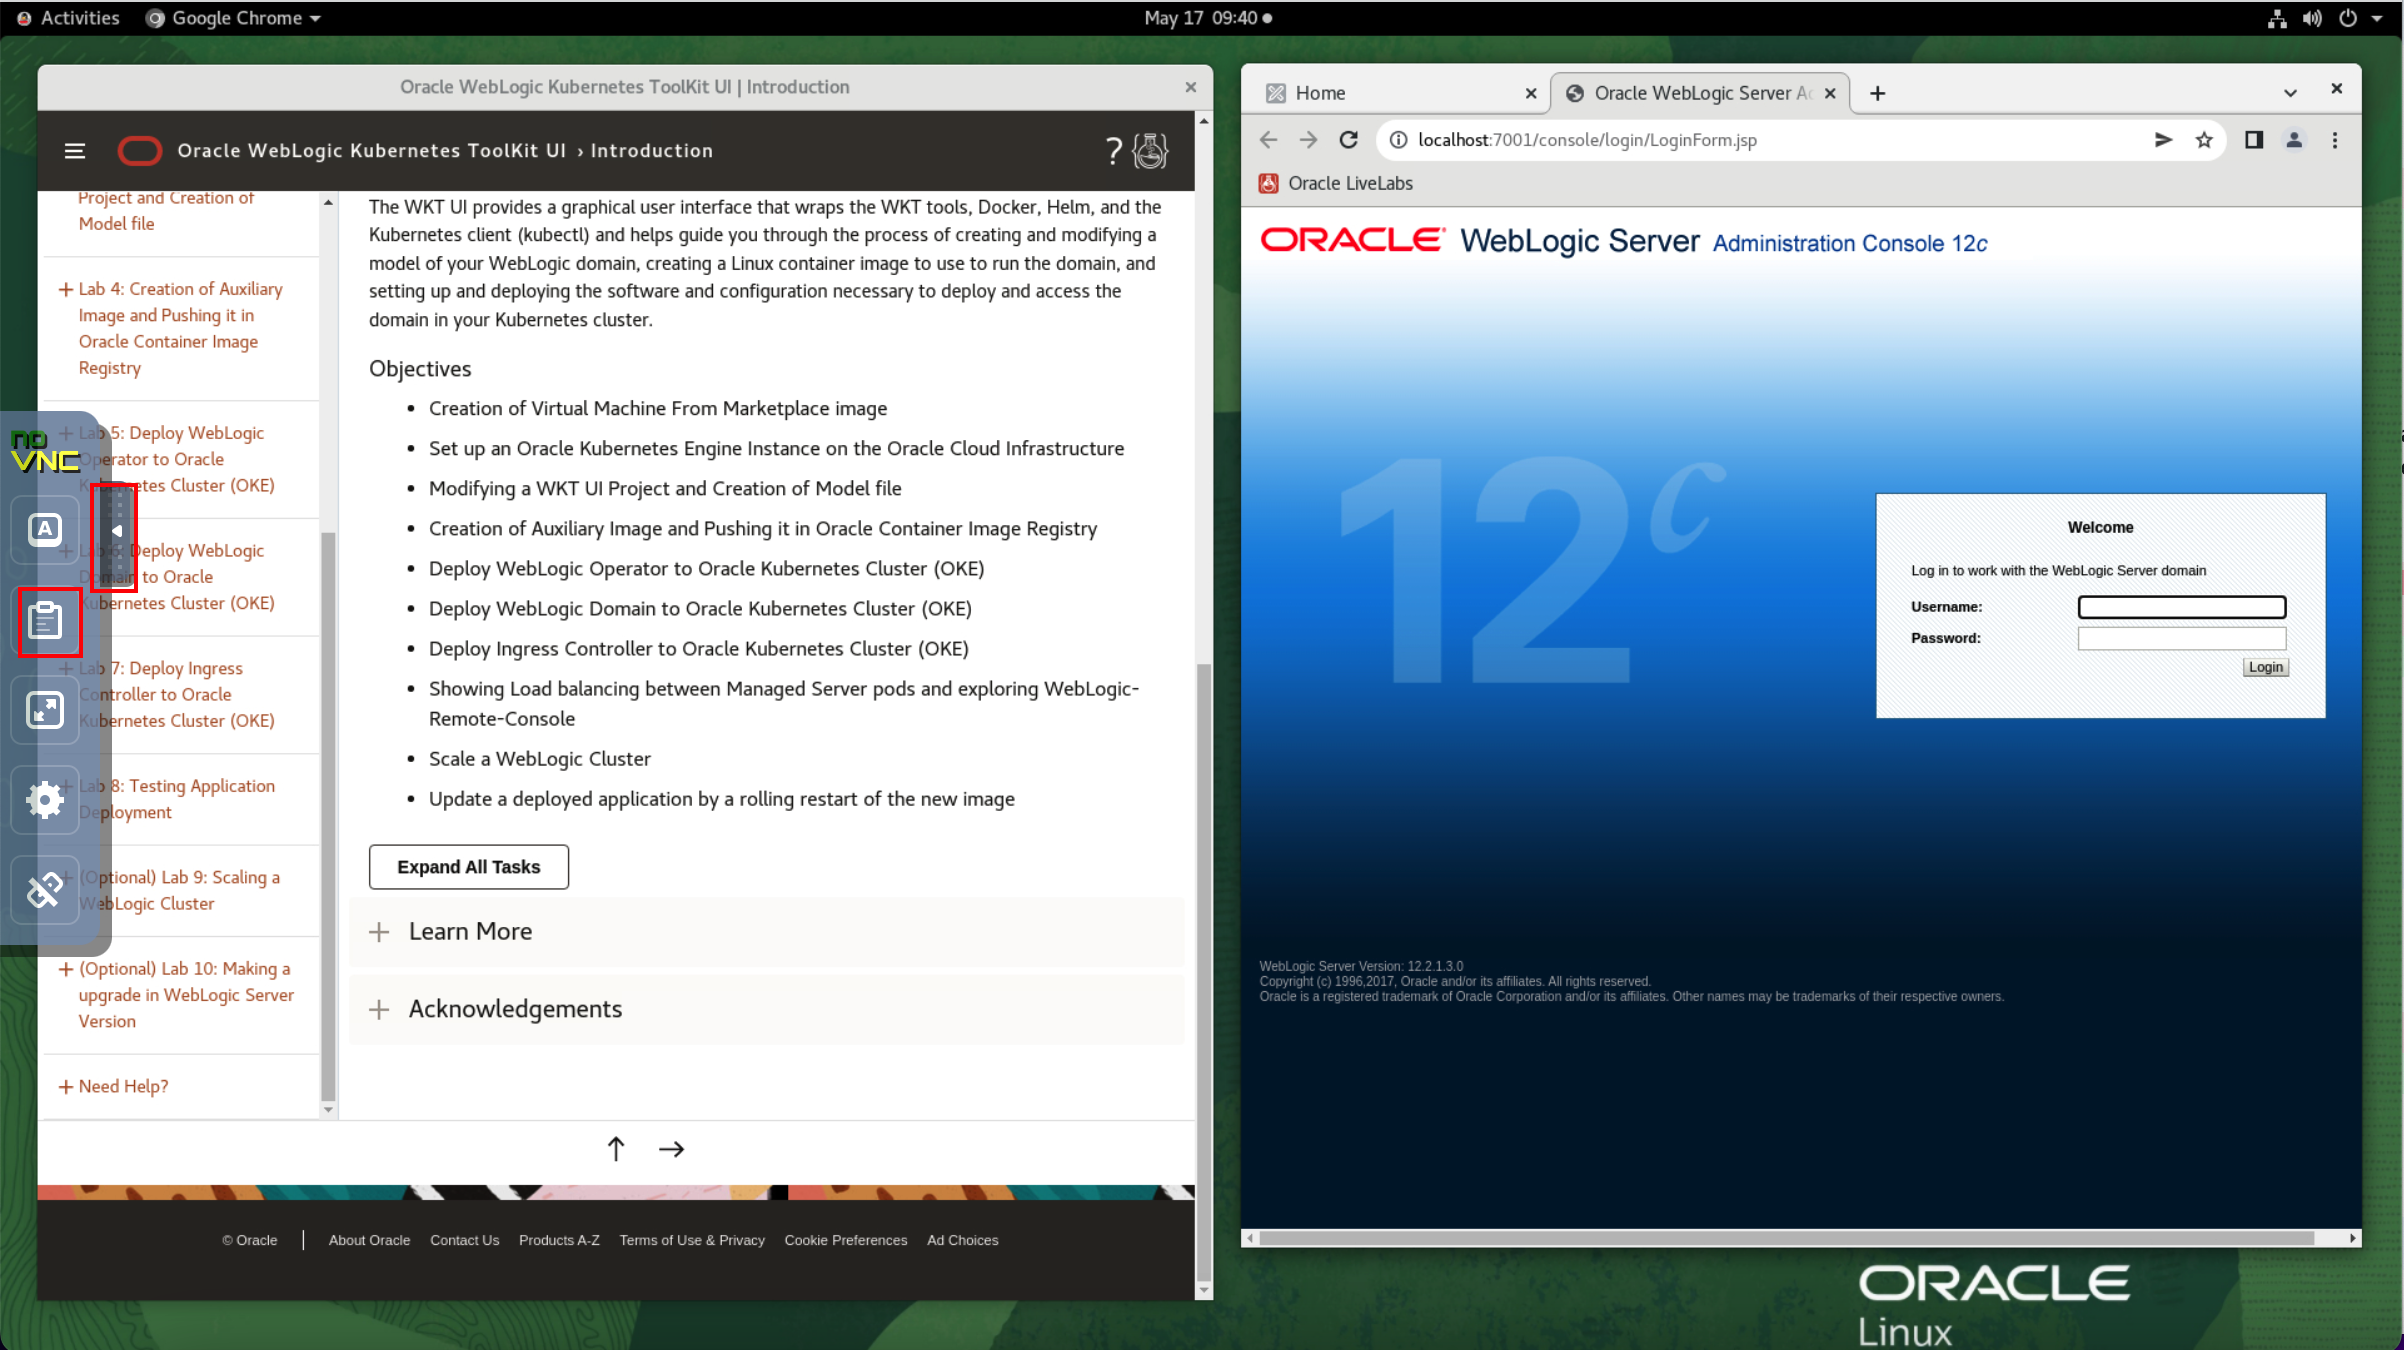 Activities
Google Chrome
May 17 09:40
Oracle WebLogic Kubernetes ToolKit UI | Introduction
Oracle WebLogic Kubernetes ToolKit UI › Introduction
?
Project and Creation of
Model file
+ Lab 4: Creation of Auxiliary
Image and Pushing it in
Oracle Container Image
Registry
+ Lab 5: Deploy WebLogic
Operator to Oracle
Kubernetes Cluster (OKE)
+ Lab 6: Deploy WebLogic
Domain to Oracle
Kubernetes Cluster (OKE)
+ Lab 7: Deploy Ingress
Controller to Oracle
Kubernetes Cluster (OKE)
+ Lab 8: Testing Application
Deployment
+ (Optional) Lab 9: Scaling a
WebLogic Cluster
+ (Optional) Lab 10: Making a
upgrade in WebLogic Server
Version
+ Need Help?
no
VNC
A
The WKT UI provides a graphical user interface that wraps the WKT tools, Docker, Helm, and the
Kubernetes client (kubectl) and helps guide you through the process of creating and modifying a
model of your WebLogic domain, creating a Linux container image to use to run the domain, and
setting up and deploying the software and configuration necessary to deploy and access the
domain in your Kubernetes cluster.
Objectives
• Creation of Virtual Machine From Marketplace image
• Set up an Oracle Kubernetes Engine Instance on the Oracle Cloud Infrastructure
• Modifying a WKT UI Project and Creation of Model file
• Creation of Auxiliary Image and Pushing it in Oracle Container Image Registry
• Deploy WebLogic Operator to Oracle Kubernetes Cluster (OKE)
• Deploy WebLogic Domain to Oracle Kubernetes Cluster (OKE)
• Deploy Ingress Controller to Oracle Kubernetes Cluster (OKE)
• Showing Load balancing between Managed Server pods and exploring WebLogic-
Remote-Console
• Scale a WebLogic Cluster
• Update a deployed application by a rolling restart of the new image
Expand All Tasks
+ Learn More
+ Acknowledgements
© Oracle | About Oracle Contact Us Products A-Z Terms of Use & Privacy Cookie Preferences Ad Choices
Home
Oracle WebLogic Server Ac
localhost:7001/console/login/LoginForm.jsp
Oracle LiveLabs
ORACLE WebLogic Server Administration Console 12c
12c
Welcome
Log in to work with the WebLogic Server domain
Username:
Password:
Login
WebLogic Server Version: 12.2.1.3.0
Copyright (c) 1996,2017, Oracle and/or its affiliates. All rights reserved.
Oracle is a registered trademark of Oracle Corporation and/or its affiliates. Other names may be trademarks of their respective owners.
ORACLE
Linux